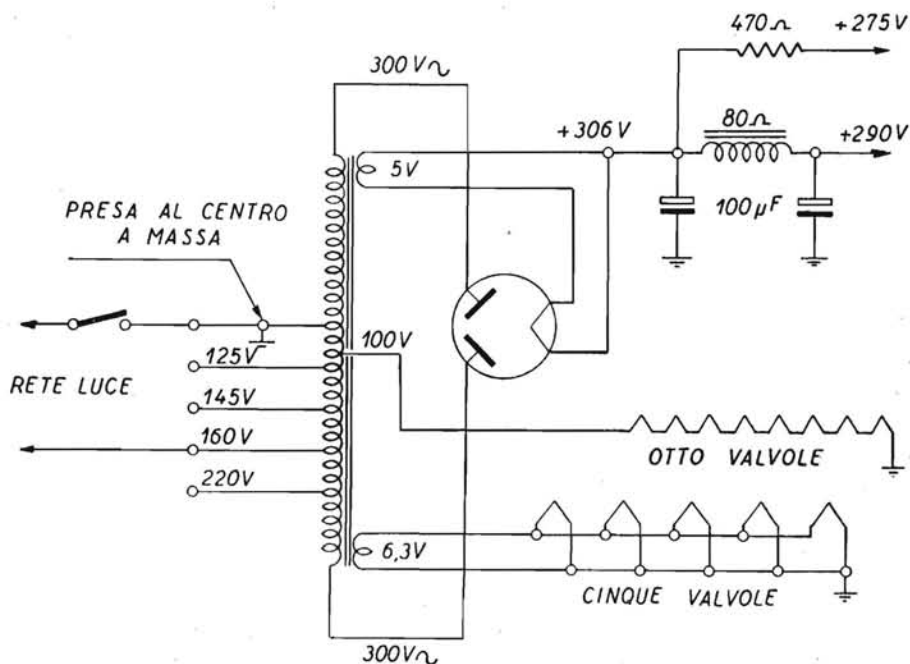 470Ω
+275V
300V∿
+306V
80Ω
+290V
5V
100µF
PRESA AL CENTRO
A MASSA
100V
125V
RETE LUCE
145V
160V
220V
OTTO VALVOLE
6,3V
CINQUE VALVOLE
300V∿